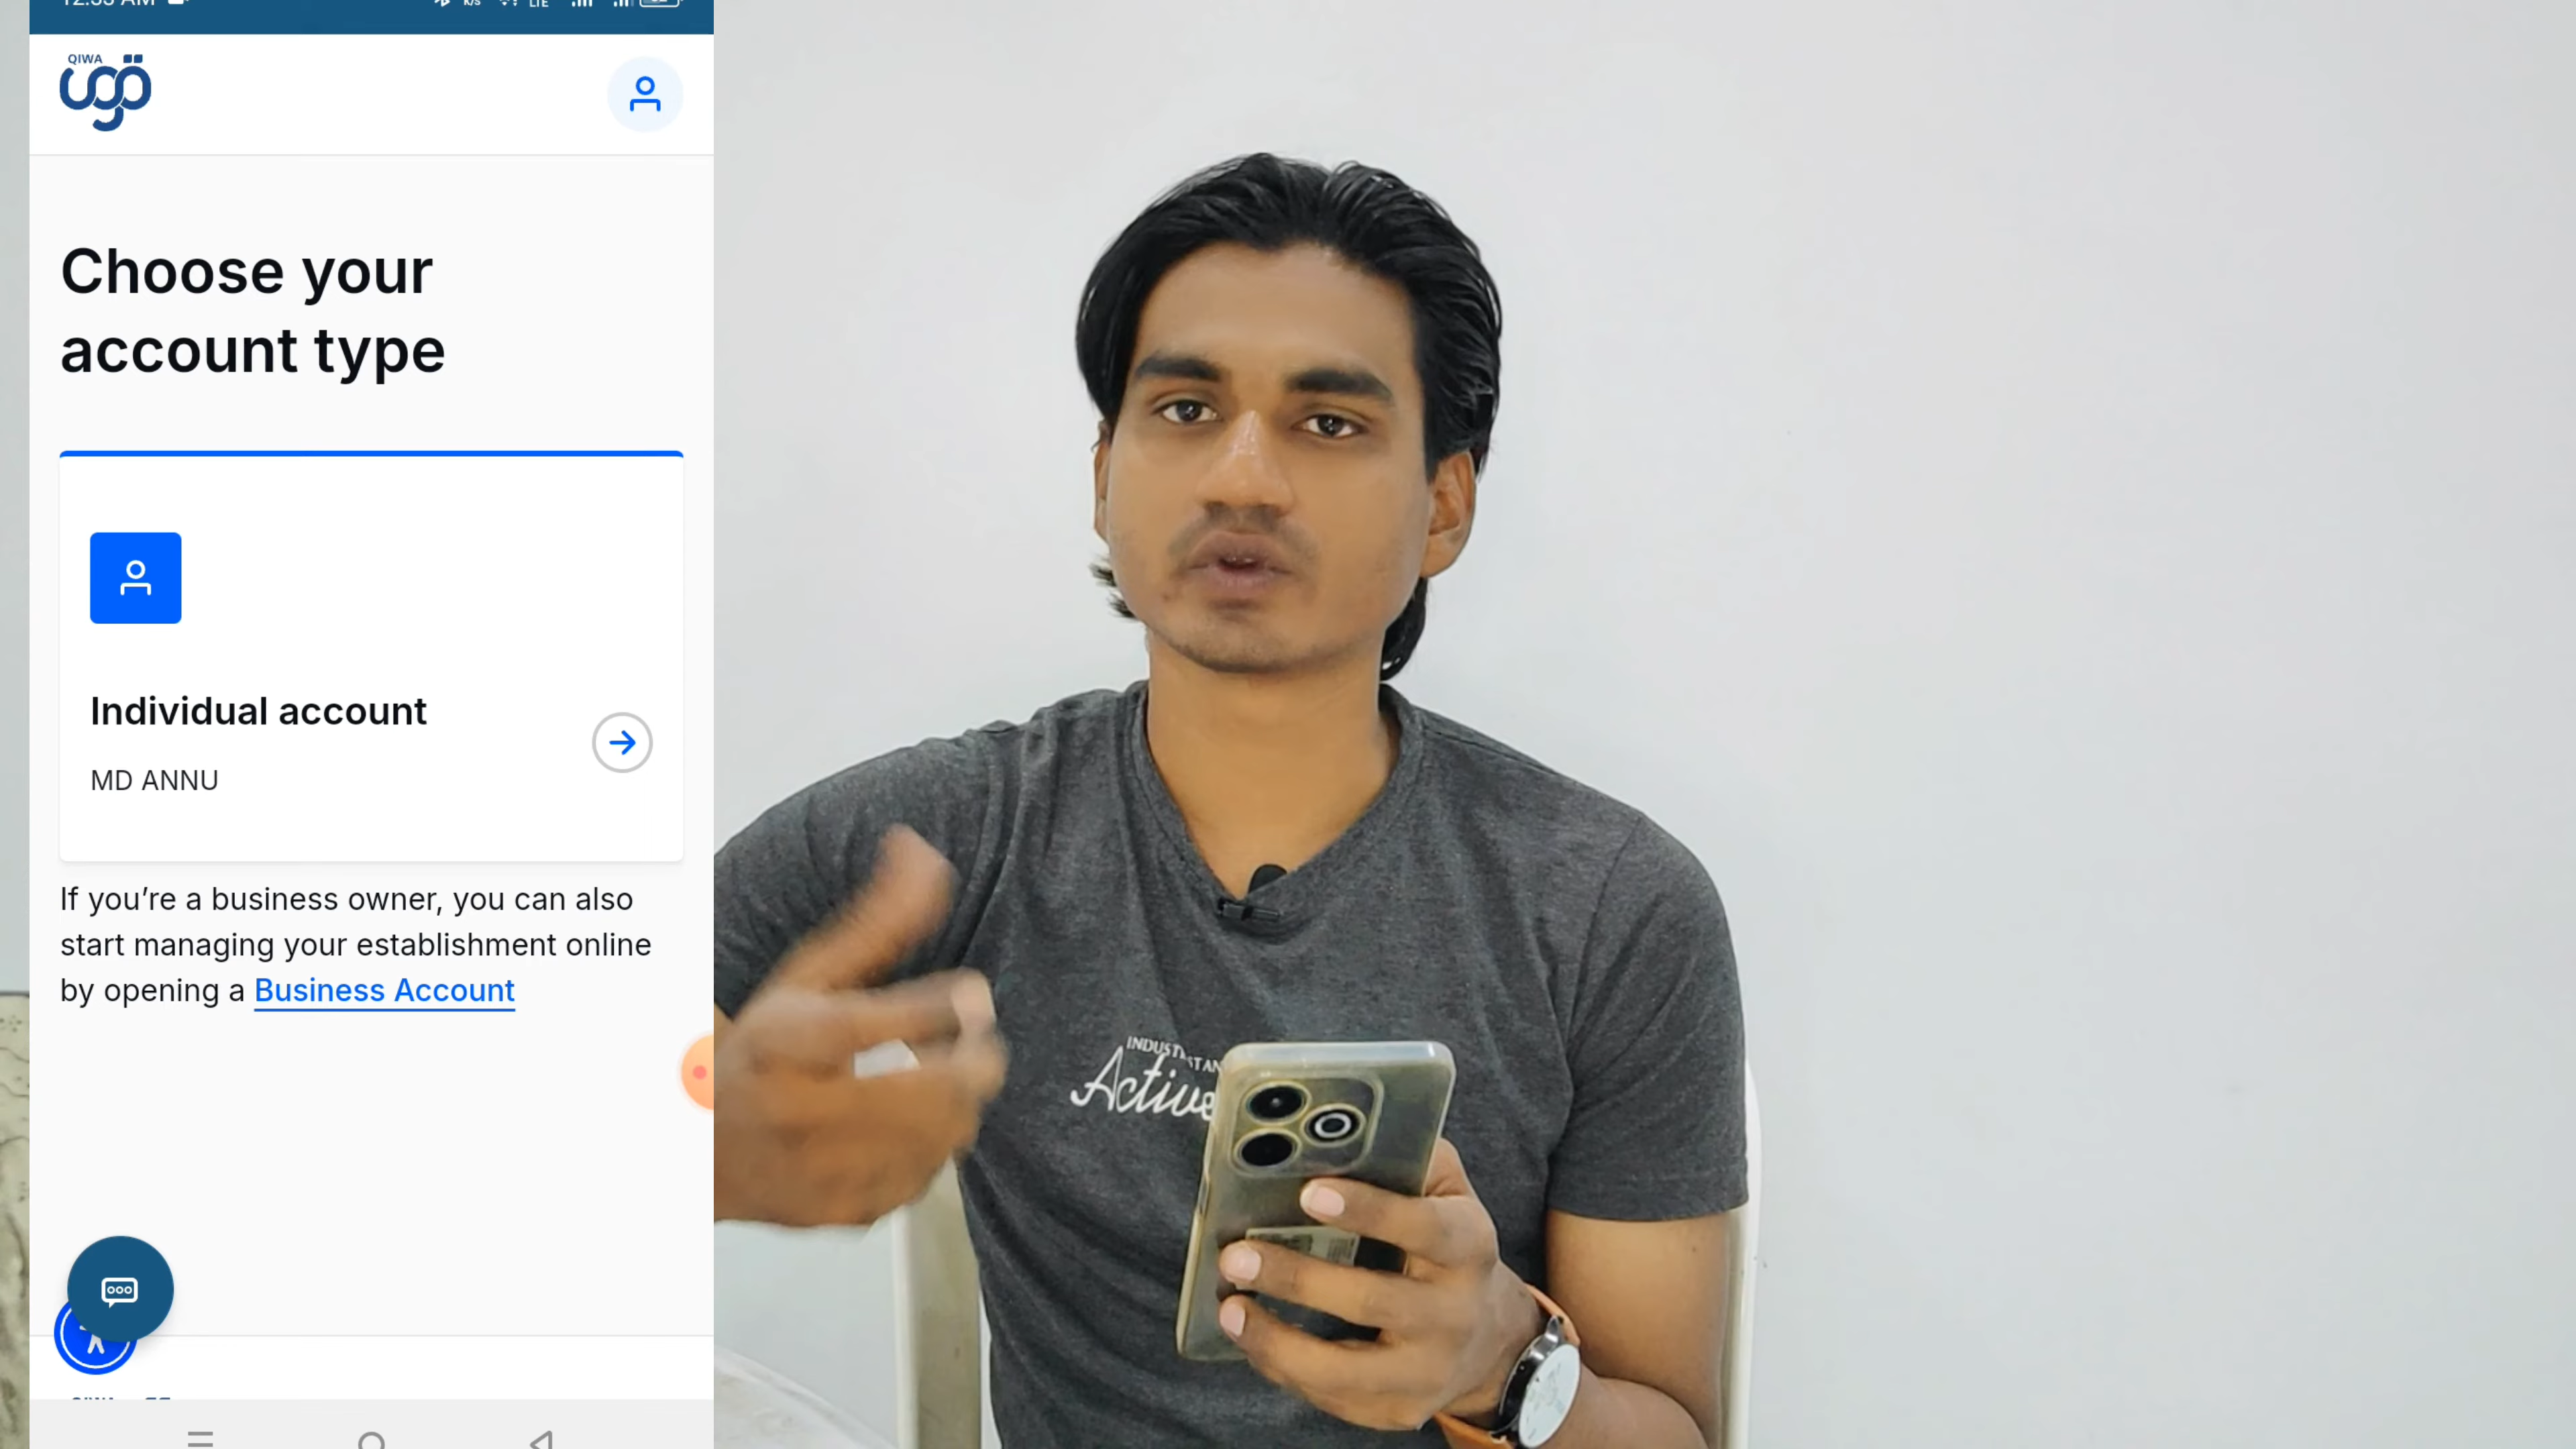 QIWA
قوى
Choose your
account type
Individual account
MD ANNU
If you’re a business owner, you can also
start managing your establishment online
by opening a Business Account
Active